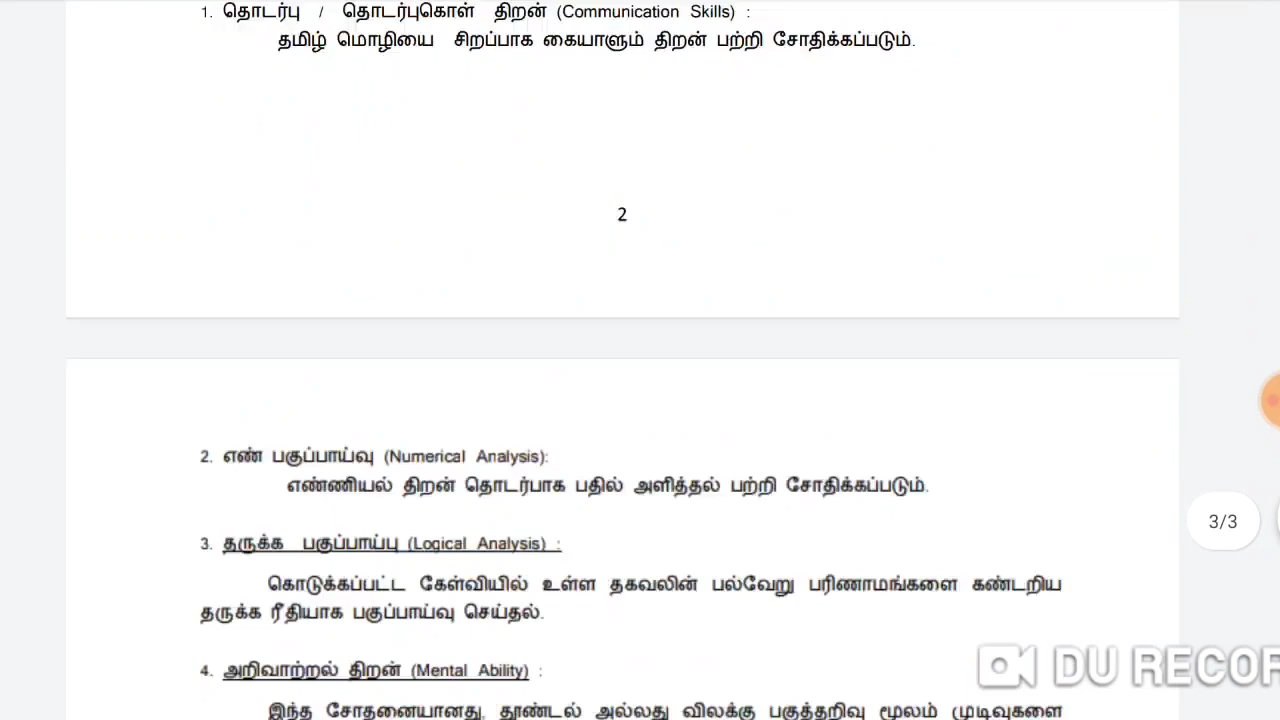 1. தொடர்பு / தொடர்புகொள் திறன் (Communication Skills) :
தமிழ் மொழியை சிறப்பாக கையாளும் திறன் பற்றி சோதிக்கப்படும்.
2
2. எண் பகுப்பாய்வு (Numerical Analysis):
எண்ணியல் திறன் தொடர்பாக பதில் அளித்தல் பற்றி சோதிக்கப்படும்.
3/3
3. தருக்க பகுப்பாய்பு (Logical Analysis) :
கொடுக்கப்பட்ட கேள்வியில் உள்ள தகவலின் பல்வேறு பரிணாமங்களை கண்டறிய
தருக்க ரீதியாக பகுப்பாய்வு செய்தல்.
4. அறிவாற்றல் திறன் (Mental Ability) :
DU RECOR
இந்த சோதனையானது, தூண்டல் அல்லது விலக்கு பகுத்தறிவு மூலம் முடிவுகளை